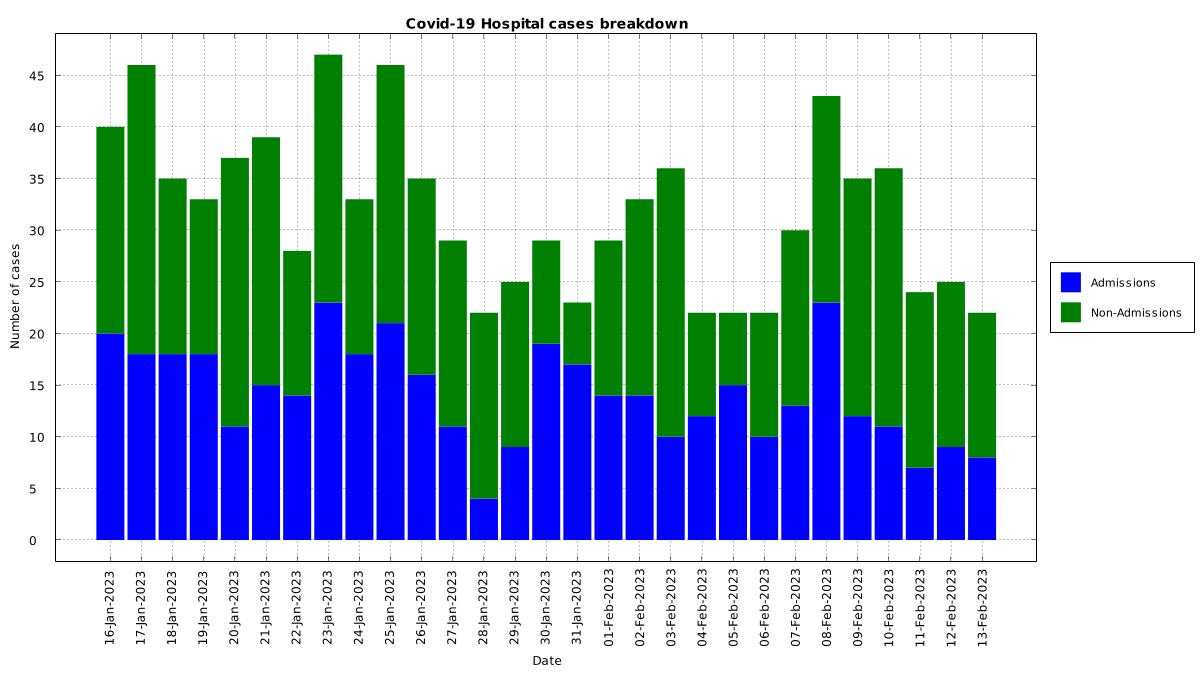 Covid-19 Hospital cases breakdown
45
40
35
30
25
20
15
10
5
0
Number of cases
16-Jan-2023
17-Jan-2023
18-Jan-2023
19-Jan-2023
20-Jan-2023
21-Jan-2023
22-Jan-2023
23-Jan-2023
24-Jan-2023
25-Jan-2023
26-Jan-2023
27-Jan-2023
28-Jan-2023
29-Jan-2023
30-Jan-2023
31-Jan-2023
01-Feb-2023
02-Feb-2023
03-Feb-2023
04-Feb-2023
05-Feb-2023
06-Feb-2023
07-Feb-2023
08-Feb-2023
09-Feb-2023
10-Feb-2023
11-Feb-2023
12-Feb-2023
13-Feb-2023
Date
Admissions
Non-Admissions